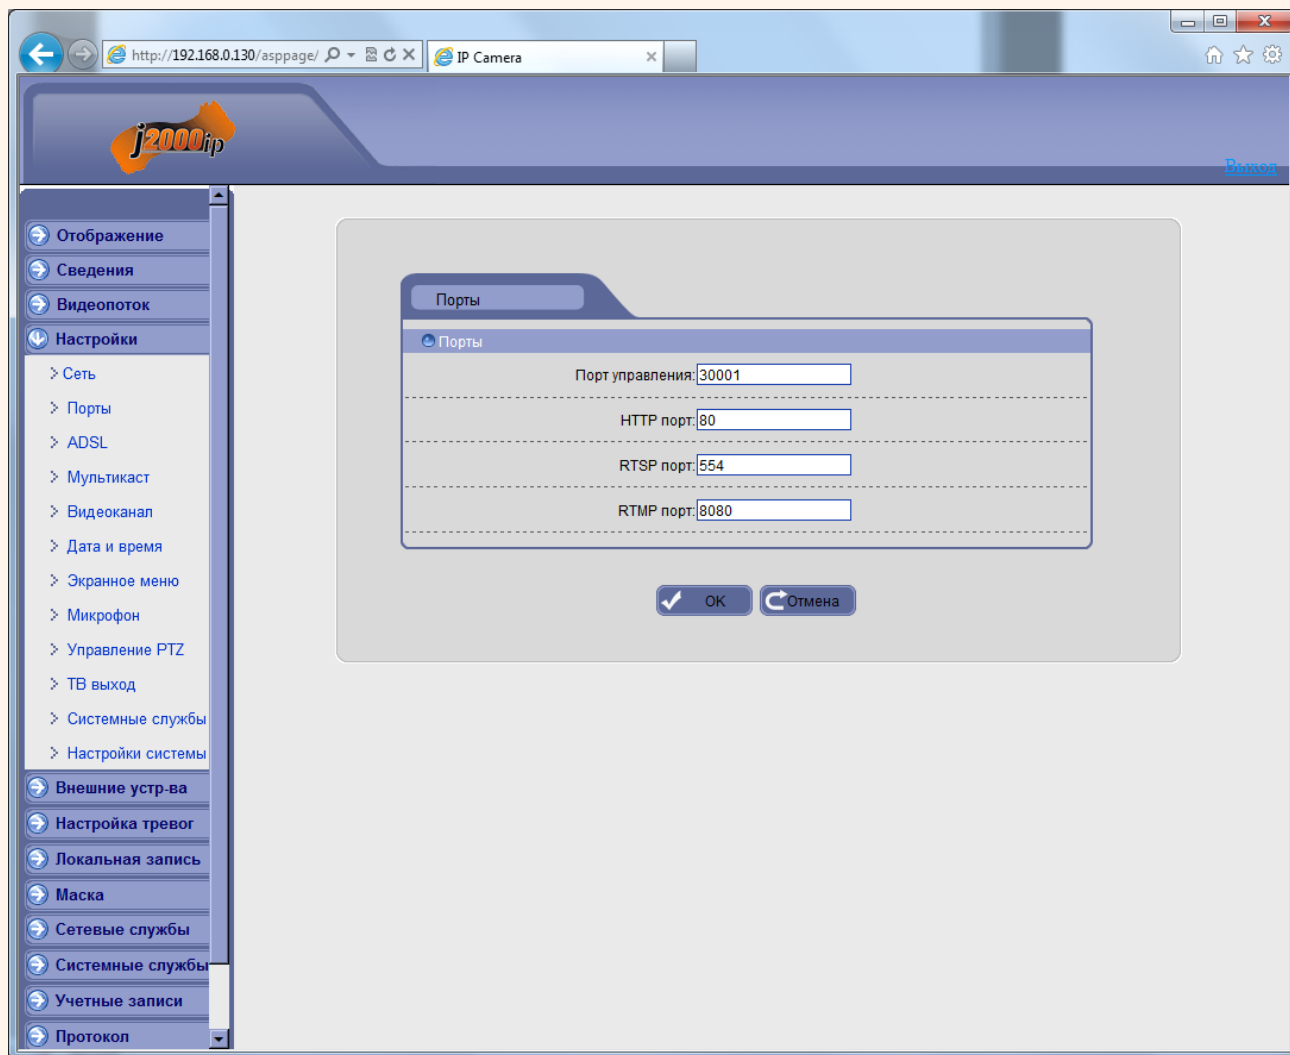 http://192.168.0.130/asppage/
IP Camera
j2000ip
Выход
Отображение
Сведения
Видеопоток
Настройки
Сеть
Порты
ADSL
Мультикаст
Видеоканал
Дата и время
Экранное меню
Микрофон
Управление PTZ
ТВ выход
Системные службы
Настройки системы
Внешние устр-ва
Настройка тревог
Локальная запись
Маска
Сетевые службы
Системные службы
Учетные записи
Протокол
Порты
Порты
Порт управления: 30001
HTTP порт: 80
RTSP порт: 554
RTMP порт: 8080
OK
Отмена